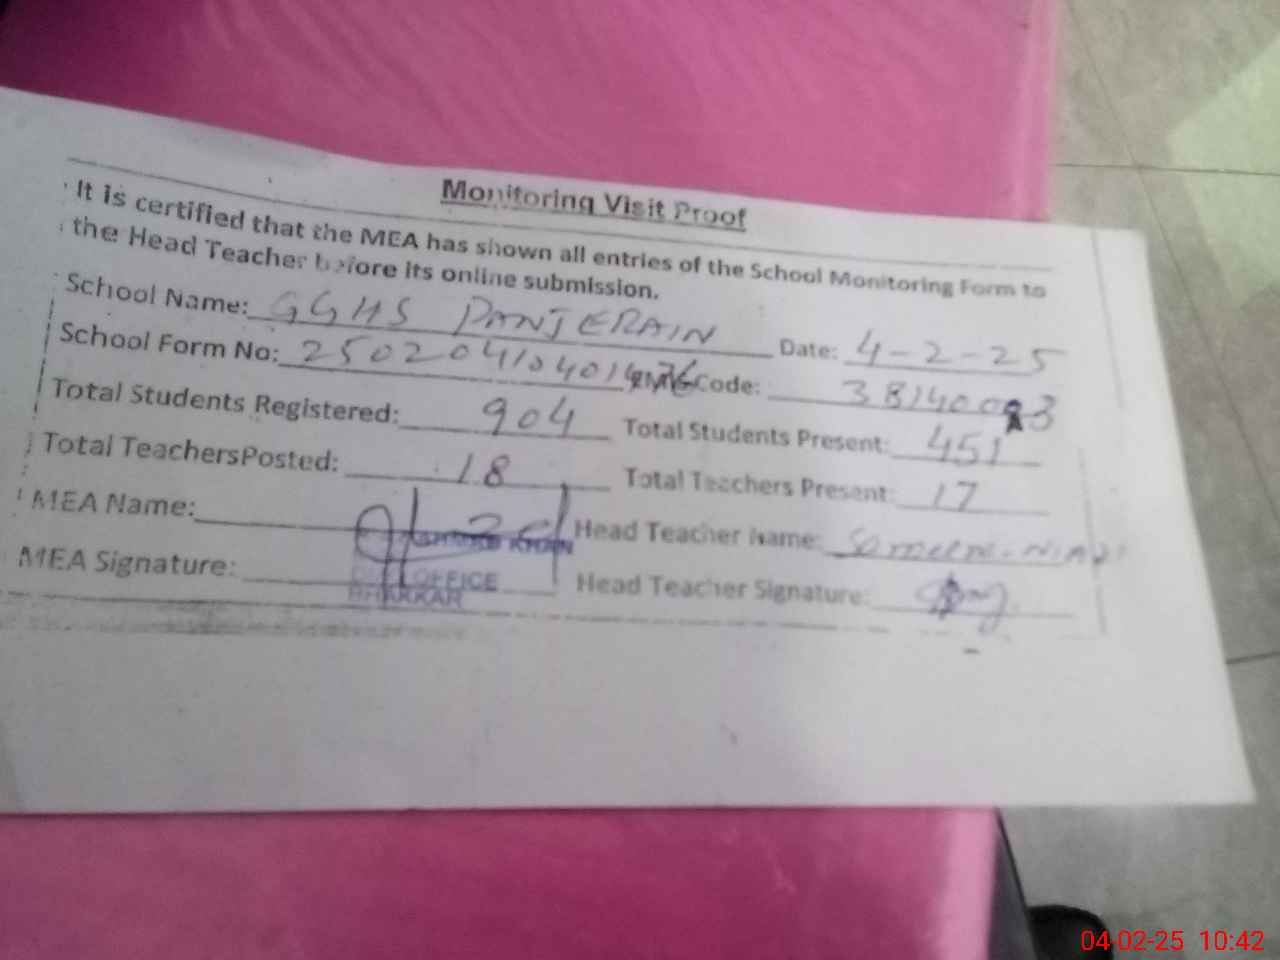 Monitoring Visit Proof
It is certified that the MEA has shown all entries of the School Monitoring Form to
the Head Teacher before its online submission.
School Name: GGHS PANJERAIN Date: 4-2-25
School Form No: Code:
Total Students Registered: 904 Total Students Present: 451
Total TeachersPosted: 18 Total Teachers Present: 17
MEA Name: Head Teacher Name:
KHAN
MEA Signature: OFFICE Head Teacher Signature:
BHAKKAR
04-02-25 10:42